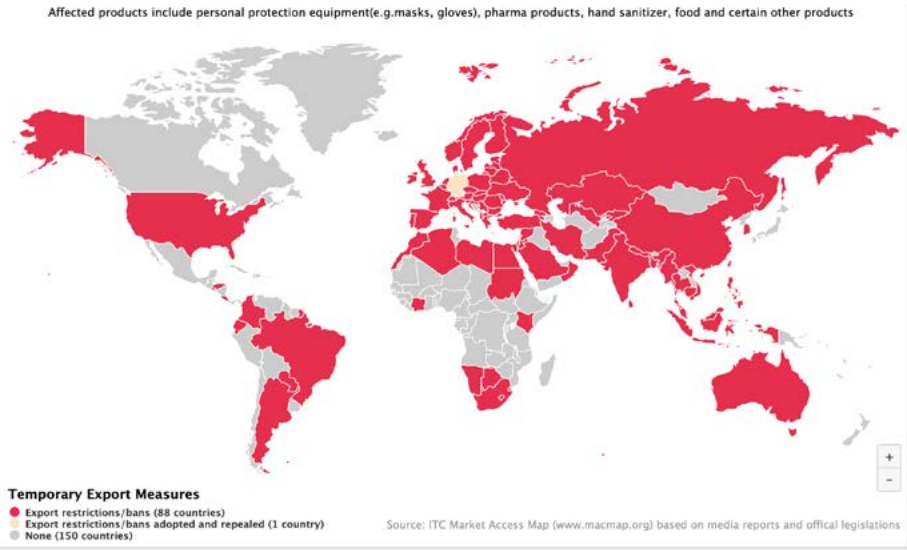 Affected products include personal protection equipment(e.g.masks, gloves), pharma products, hand sanitizer, food and certain other products
+
-
Temporary Export Measures
Export restrictions/bans (88 countries)
Export restrictions/bans adopted and repealed (1 country)
None (150 countries)
Source: ITC Market Access Map (www.macmap.org) based on media reports and offical legislations